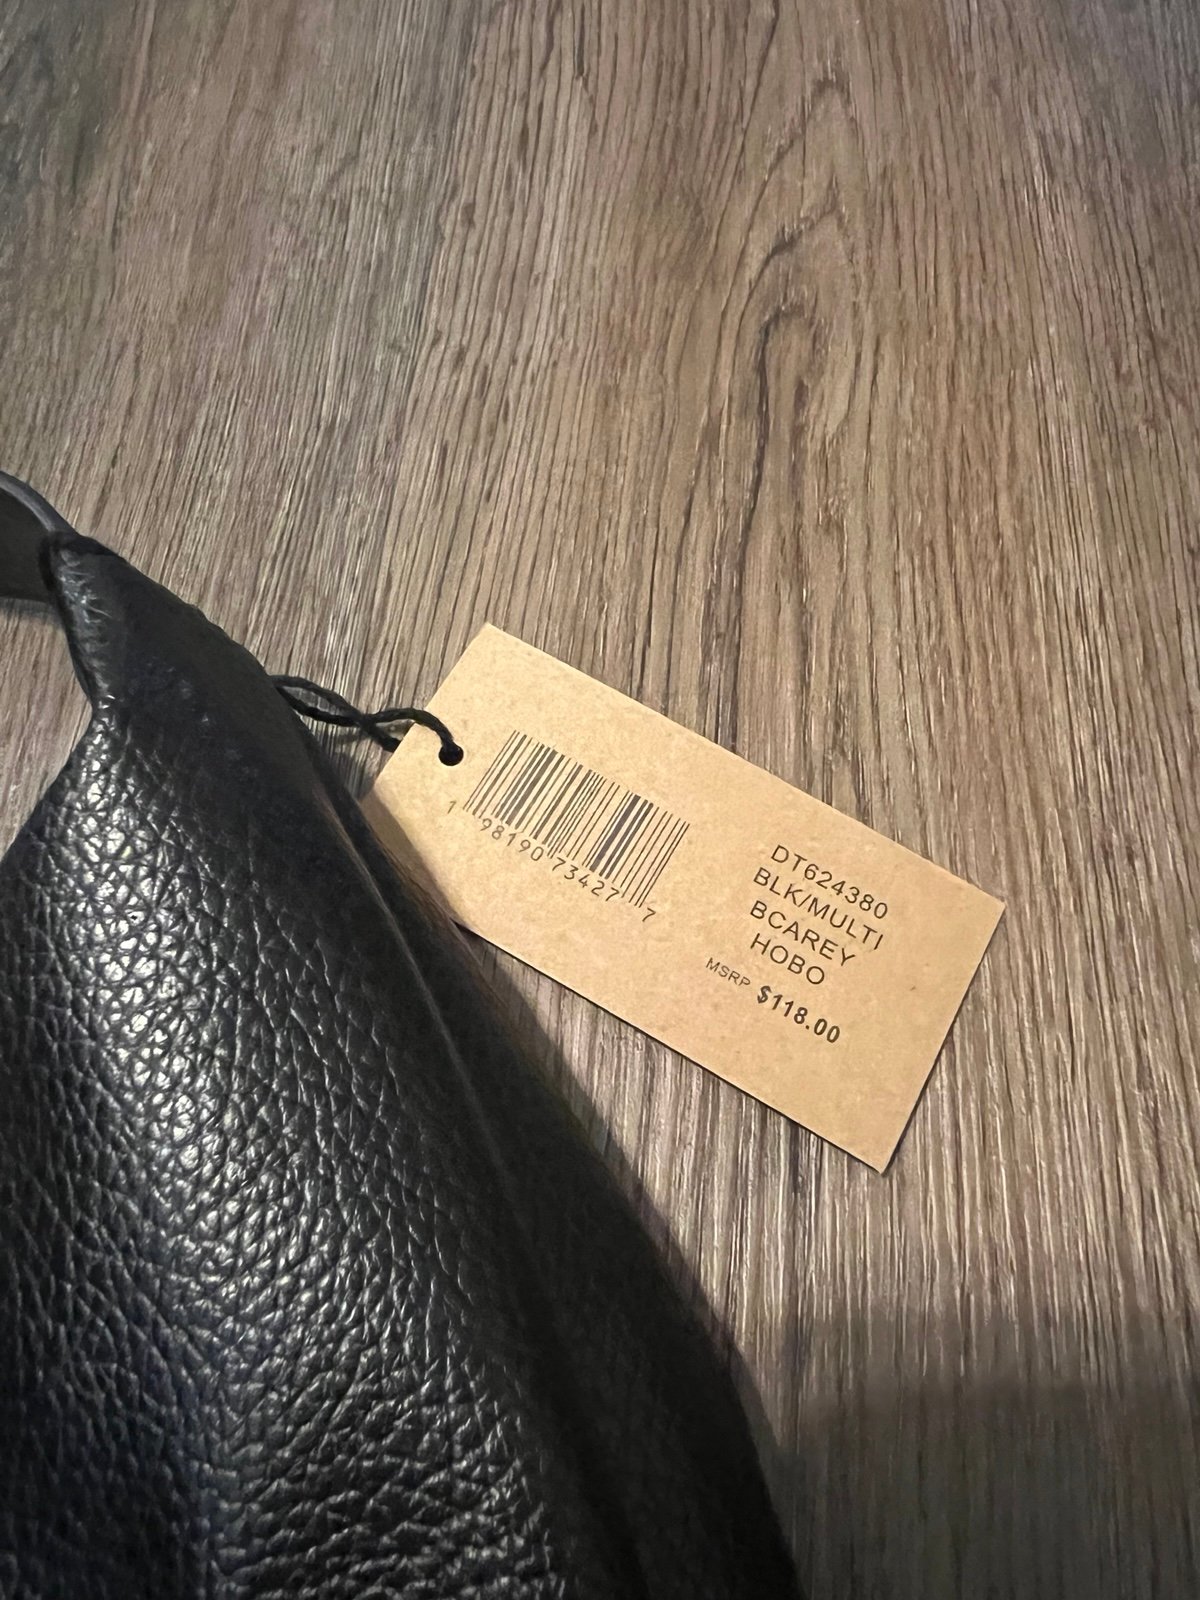 1 98190 73427 7
DT624380
BLK/MULTI
BCAREY
HOBO
MSRP $118.00